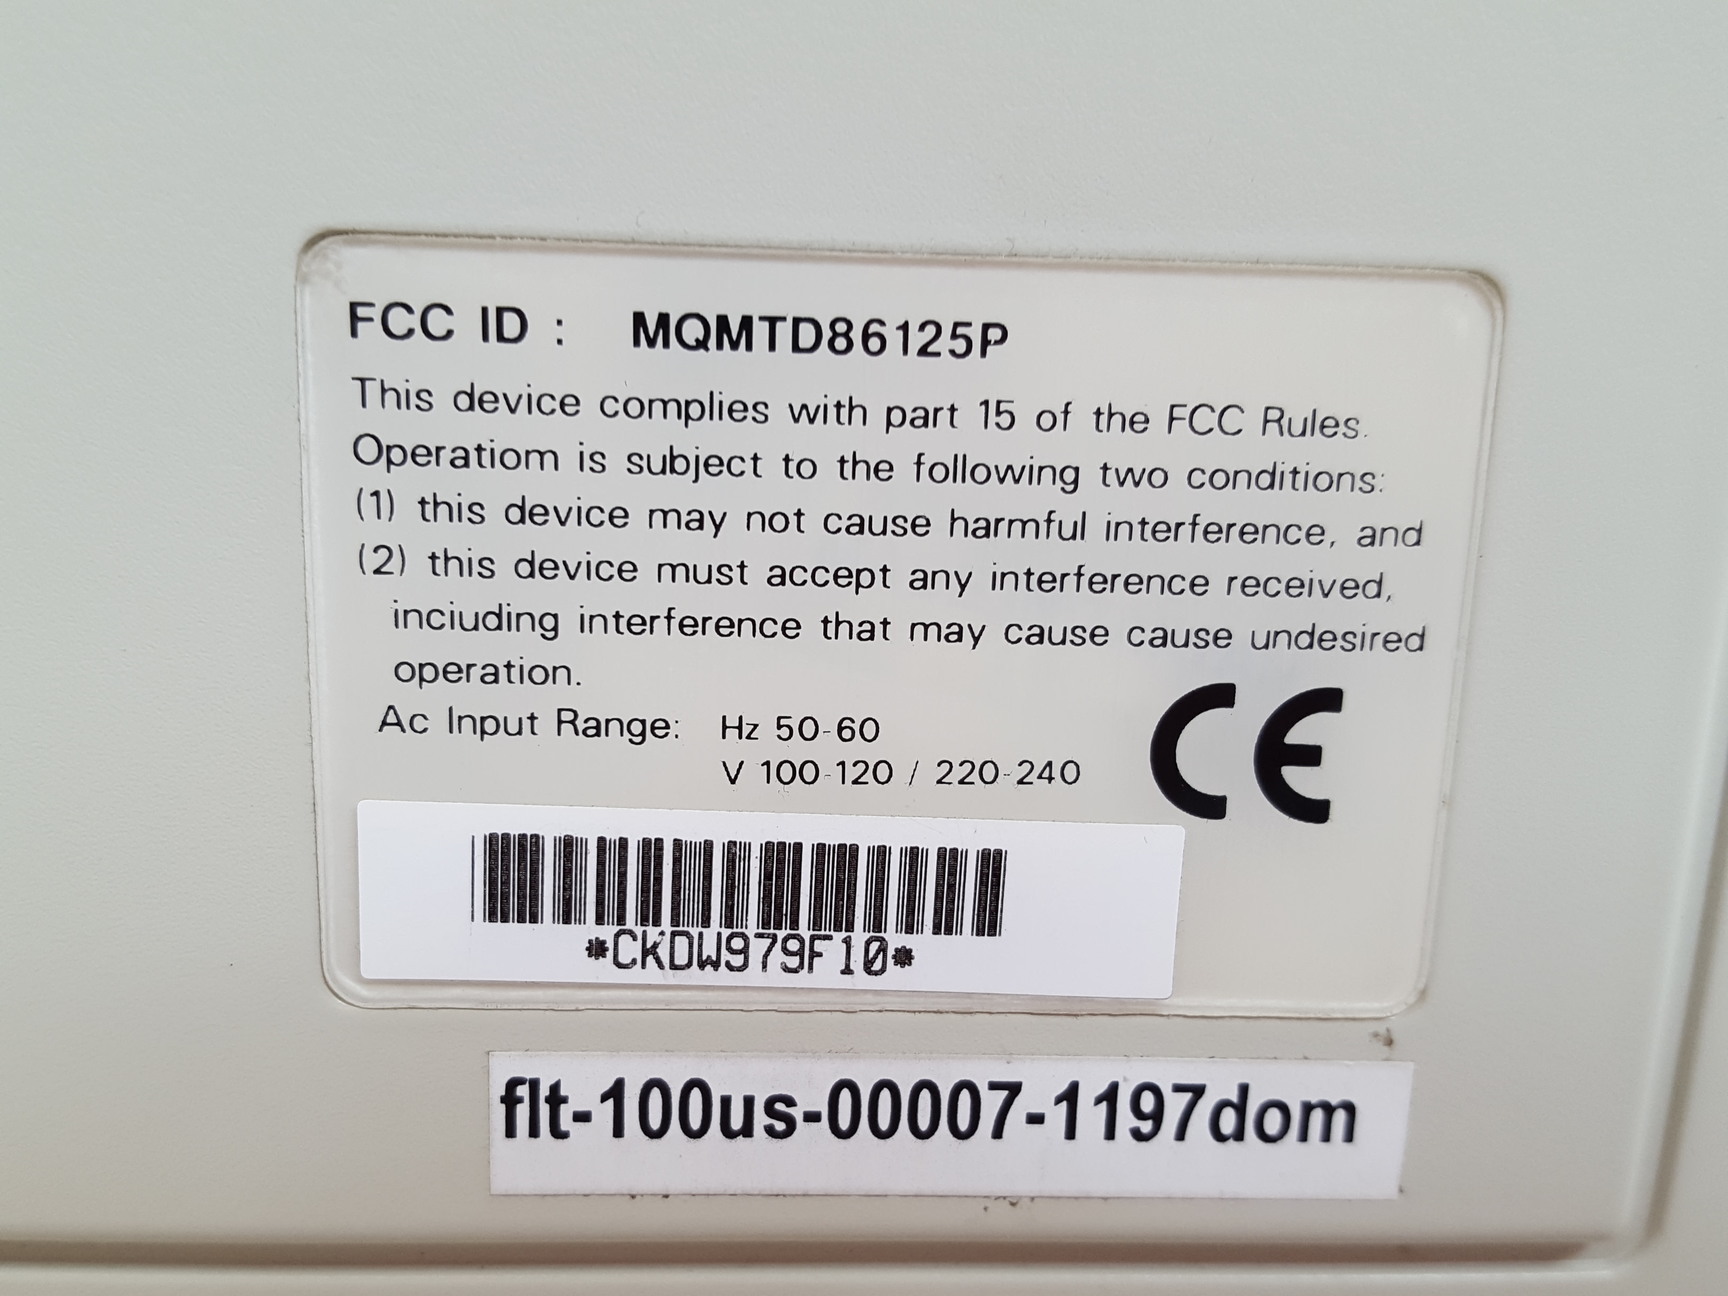 FCC ID : MQMTD86125P
This device complies with part 15 of the FCC Rules.
Operatiom is subject to the following two conditions:
(1) this device may not cause harmful interference, and
(2) this device must accept any interference received,
inciuding interference that may cause cause undesired
operation.
Ac Input Range: Hz 50-60
V 100-120 / 220-240
CE
*CKDW979F10*
flt-100us-00007-1197dom